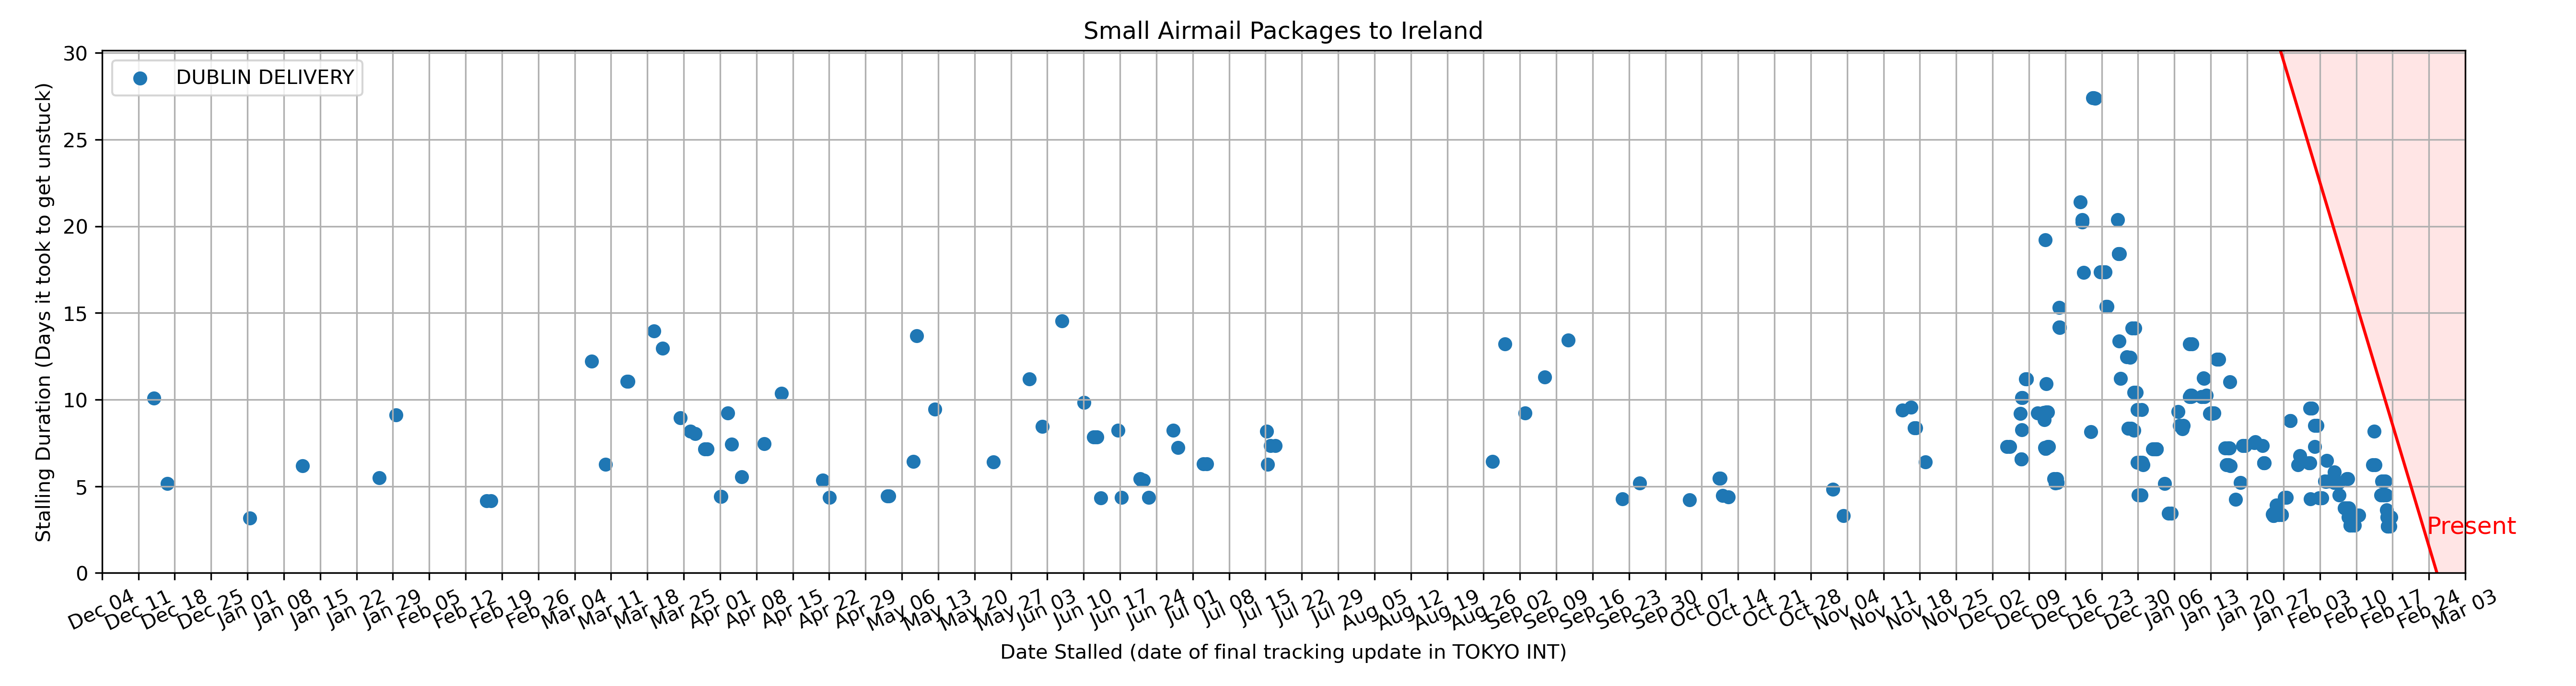 Small Airmail Packages to Ireland
DUBLIN DELIVERY
Stalling Duration (Days it took to get unstuck)
30
25
20
15
10
5
0
Present
Dec 04 Dec 11 Dec 18 Dec 25 Jan 01 Jan 08 Jan 15 Jan 22 Jan 29 Feb 05 Feb 12 Feb 19 Feb 26 Mar 04 Mar 11 Mar 18 Mar 25 Apr 01 Apr 08 Apr 15 Apr 22 Apr 29 May 06 May 13 May 20 May 27 Jun 03 Jun 10 Jun 17 Jun 24 Jul 01 Jul 08 Jul 15 Jul 22 Jul 29 Aug 05 Aug 12 Aug 19 Aug 26 Sep 02 Sep 09 Sep 16 Sep 23 Sep 30 Oct 07 Oct 14 Oct 21 Oct 28 Nov 04 Nov 11 Nov 18 Nov 25 Dec 02 Dec 09 Dec 16 Dec 23 Dec 30 Jan 06 Jan 13 Jan 20 Jan 27 Feb 03 Feb 10 Feb 17 Feb 24 Mar 03
Date Stalled (date of final tracking update in TOKYO INT)